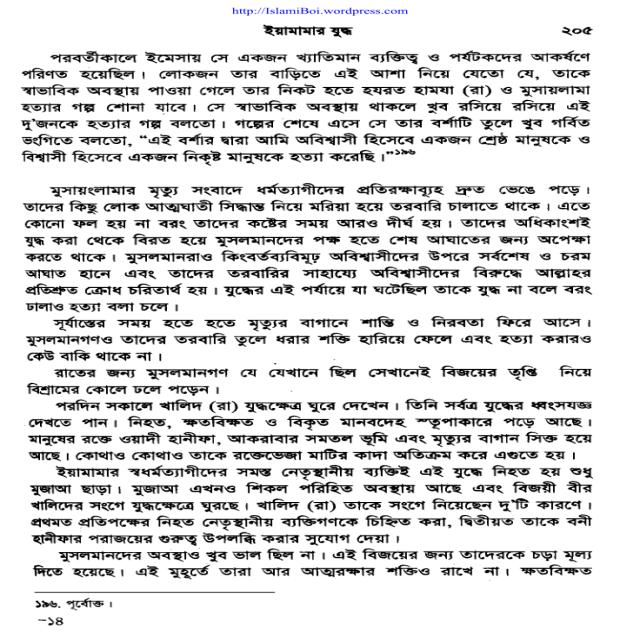 http://IslamiBoi.wordpress.com
ইয়ামামার যুদ্ধ ২০৫
পরবর্তীকালে ইমেসায় সে একজন খ্যাতিমান ব্যক্তিত্ব ও পর্যটকদের আকর্ষণে
পরিণত হয়েছিল। লোকজন তার বাড়িতে এই আশা নিয়ে যেতো যে, তাকে
স্বাভাবিক অবস্থায় পাওয়া গেলে তার নিকট হতে হযরত হামযা (রা) ও মুসায়লামা
হত্যার গল্প শোনা যাবে। সে স্বাভাবিক অবস্থায় থাকলে খুব রসিয়ে রসিয়ে এই
দু'জনকে হত্যার গল্প বলতো। গল্পের শেষে এসে সে তার বর্শাটি তুলে খুব গর্বিত
ভংগিতে বলতো, “এই বর্শার দ্বারা আমি অবিশ্বাসী হিসেবে একজন শ্রেষ্ঠ মানুষকে ও
বিশ্বাসী হিসেবে একজন নিকৃষ্ট মানুষকে হত্যা করেছি।”১৯৬
মুসায়ংলামার মৃত্যু সংবাদে ধর্মত্যাগীদের প্রতিরক্ষাব্যূহ দ্রুত ভেঙে পড়ে।
তাদের কিছু লোক আত্মঘাতী সিদ্ধান্ত নিয়ে মরিয়া হয়ে তরবারি চালাতে থাকে। এতে
কোনো ফল হয় না বরং তাদের কষ্টের সময় আরও দীর্ঘ হয়। তাদের অধিকাংশই
যুদ্ধ করা থেকে বিরত হয়ে মুসলমানদের পক্ষ হতে শেষ আঘাতের জন্য অপেক্ষা
করতে থাকে। মুসলমানরাও কিংবর্তব্যবিমূঢ় অবিশ্বাসীদের উপরে সর্বশেষ ও চরম
আঘাত হানে এবং তাদের তরবারির সাহায্যে অবিশ্বাসীদের বিরুদ্ধে আল্লাহর
প্রতিশ্রুত ক্রোধ চরিতার্থ হয়। যুদ্ধের এই পর্যায়ে যা ঘটেছিল তাকে যুদ্ধ না বলে বরং
ঢালাও হত্যা বলা চলে।
সূর্যাস্তের সময় হতে হতে মৃত্যুর বাগানে শান্তি ও নিরবতা ফিরে আসে।
মুসলমানগণও তাদের তরবারি তুলে ধরার শক্তি হারিয়ে ফেলে এবং হত্যা করারও
কেউ বাকি থাকে না।
রাতের জন্য মুসলমানগণ যে যেখানে ছিল সেখানেই বিজয়ের তৃপ্তি নিয়ে
বিশ্রামের কোলে ঢলে পড়েন।
পরদিন সকালে খালিদ (রা) যুদ্ধক্ষেত্র ঘুরে দেখেন। তিনি সর্বত্র যুদ্ধের ধ্বংসযজ্ঞ
দেখতে পান। নিহত, ক্ষতবিক্ষত ও বিকৃত মানবদেহ স্তূপাকারে পড়ে আছে।
মানুষের রক্তে ওয়াদী হানীফা, আকরাবার সমতল ভূমি এবং মৃত্যুর বাগান সিক্ত হয়ে
আছে। কোথাও কোথাও তাকে রক্তেভেজা মাটির কাদা অতিক্রম করে এগুতে হয়।
ইয়ামামার স্বধর্মত্যাগীদের সমস্ত নেতৃস্থানীয় ব্যক্তিই এই যুদ্ধে নিহত হয় শুধু
মুজাআ ছাড়া। মুজাআ এখনও শিকল পরিহিত অবস্থায় আছে এবং বিজয়ী বীর
খালিদের সংগে যুদ্ধক্ষেত্রে ঘুরছে। খালিদ (রা) তাকে সংগে নিয়েছেন দু'টি কারণে।
প্রথমত প্রতিপক্ষের নিহত নেতৃস্থানীয় ব্যক্তিগণকে চিহ্নিত করা, দ্বিতীয়ত তাকে বনী
হানীফার পরাজয়ের গুরুত্ব উপলব্ধি করার সুযোগ দেয়া।
মুসলমানদের অবস্থাও খুব ভাল ছিল না। এই বিজয়ের জন্য তাদেরকে চড়া মূল্য
দিতে হয়েছে। এই মুহূর্তে তারা আর আত্মরক্ষার শক্তিও রাখে না। ক্ষতবিক্ষত
১৯৬. পূর্বোক্ত।
-১৪